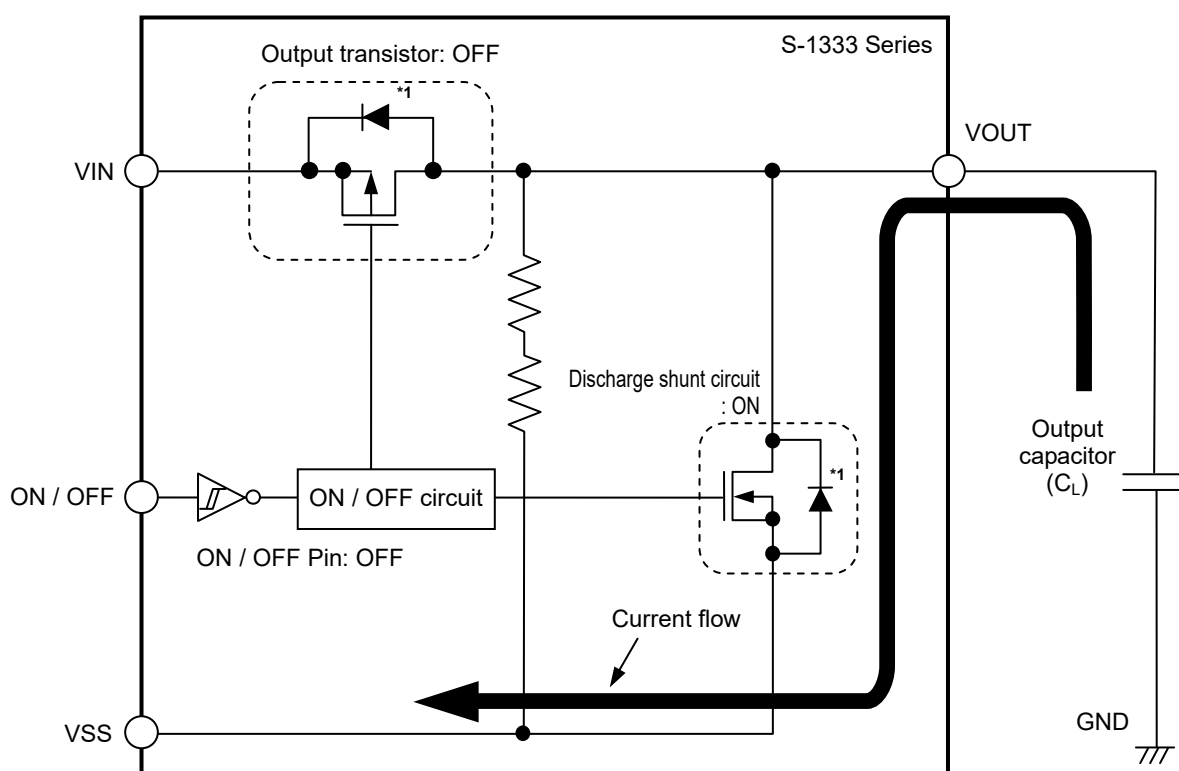 S-1333 Series
Output transistor: OFF
*1
VOUT
VIN
Discharge shunt circuit
: ON
*1
Output
capacitor
(CL)
ON / OFF
ON / OFF circuit
ON / OFF Pin: OFF
Current flow
GND
VSS